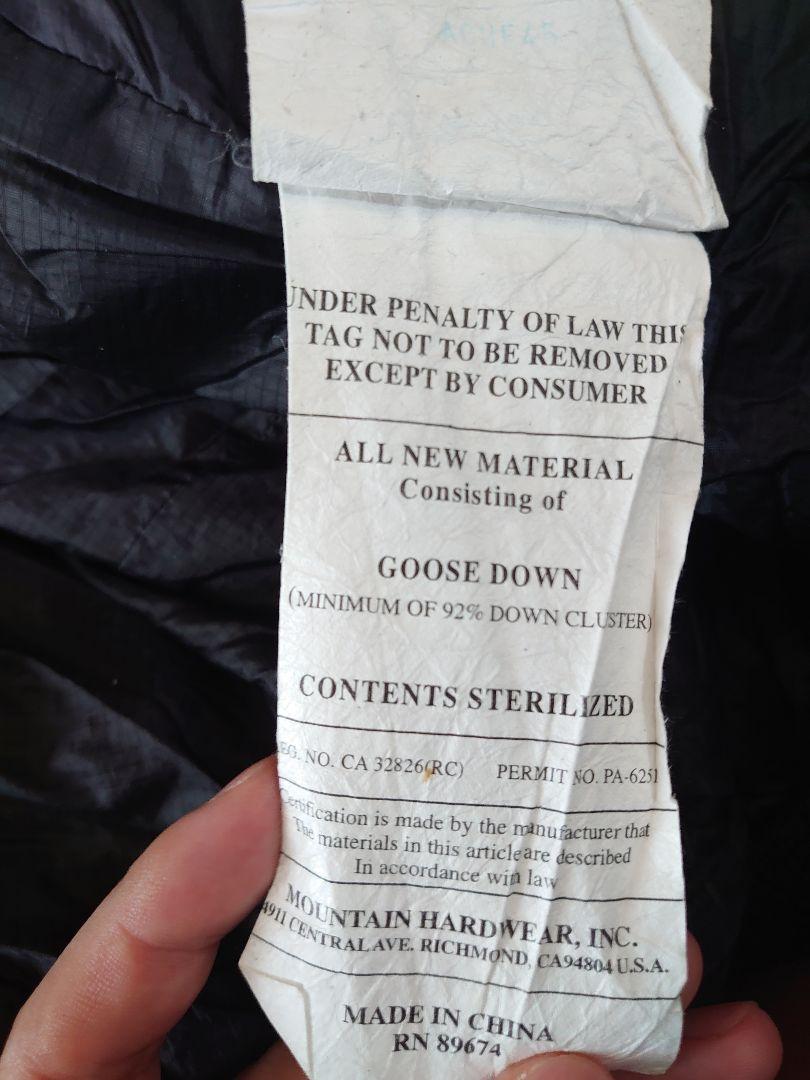 UNDER PENALTY OF LAW THIS
TAG NOT TO BE REMOVED
EXCEPT BY CONSUMER
ALL NEW MATERIAL
Consisting of
GOOSE DOWN
(MINIMUM OF 92% DOWN CLUSTER)
CONTENTS STERILIZED
EG. NO. CA 32826(RC) PERMIT NO. PA-6251
Certification is made by the manufacturer that
The materials in this article are described
In accordance with law
MOUNTAIN HARDWEAR, INC.
4911 CENTRAL AVE. RICHMOND, CA94804 U.S.A.
MADE IN CHINA
RN 89674